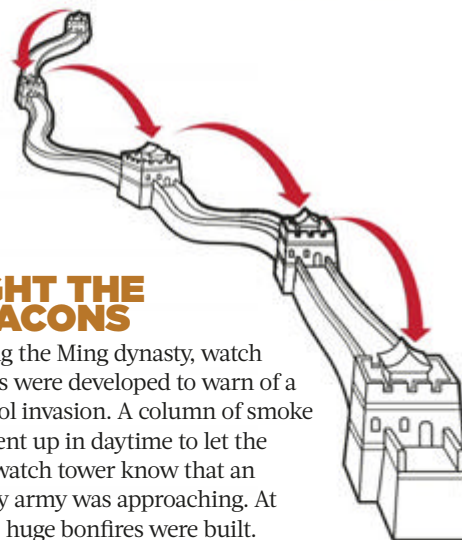 GHT THE
ACONS
g the Ming dynasty, watch
s were developed to warn of a
ol invasion. A column of smoke
ent up in daytime to let the
watch tower know that an
y army was approaching. At
huge bonfires were built.